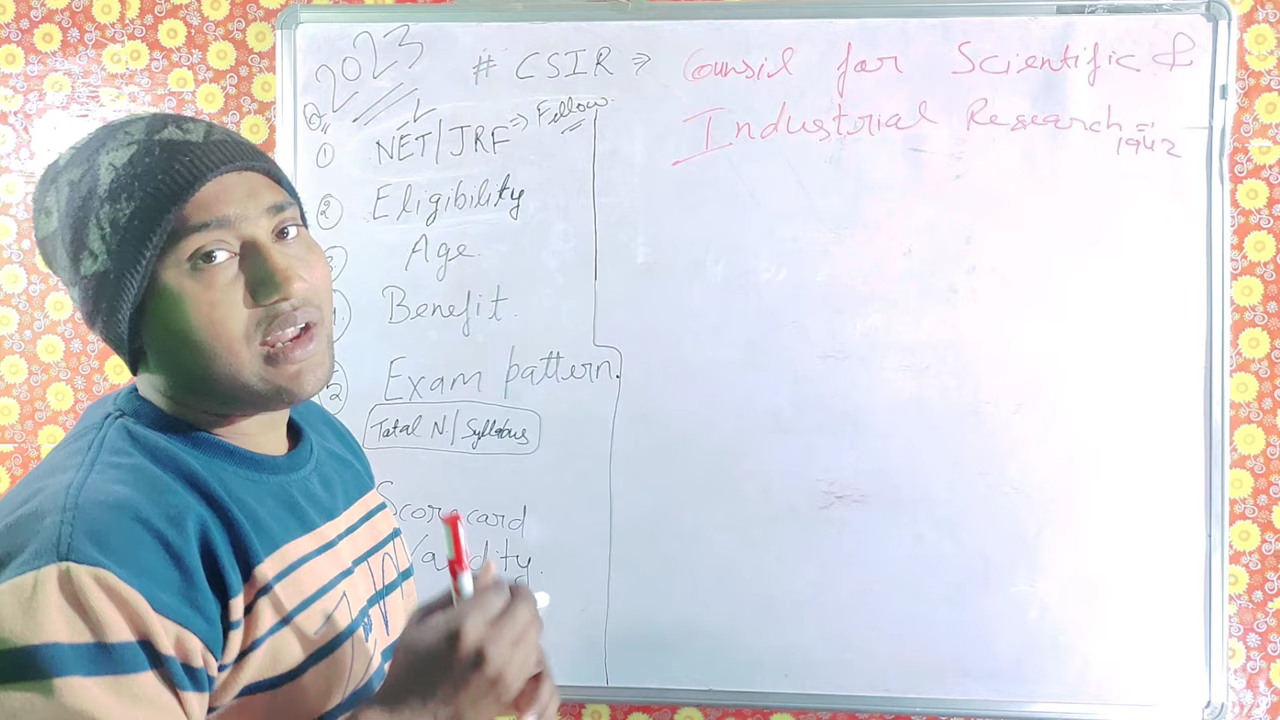 2023
# CSIR ⇒ Counsil for Scientific &
Industrial Research = 1942
① NET/JRF ⇒ Fellow.
② Eligibility
Age
Benefit.
Exam pattern.
Total N./Syllabus
Scorecard
Validity.